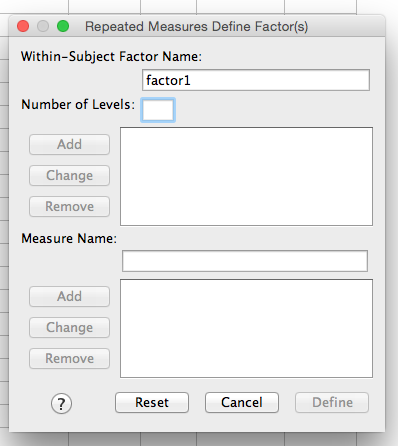 Repeated Measures Define Factor(s)
Within-Subject Factor Name:
factor1
Number of Levels:
Add
Change
Remove
Measure Name:
Add
Change
Remove
? Reset Cancel Define